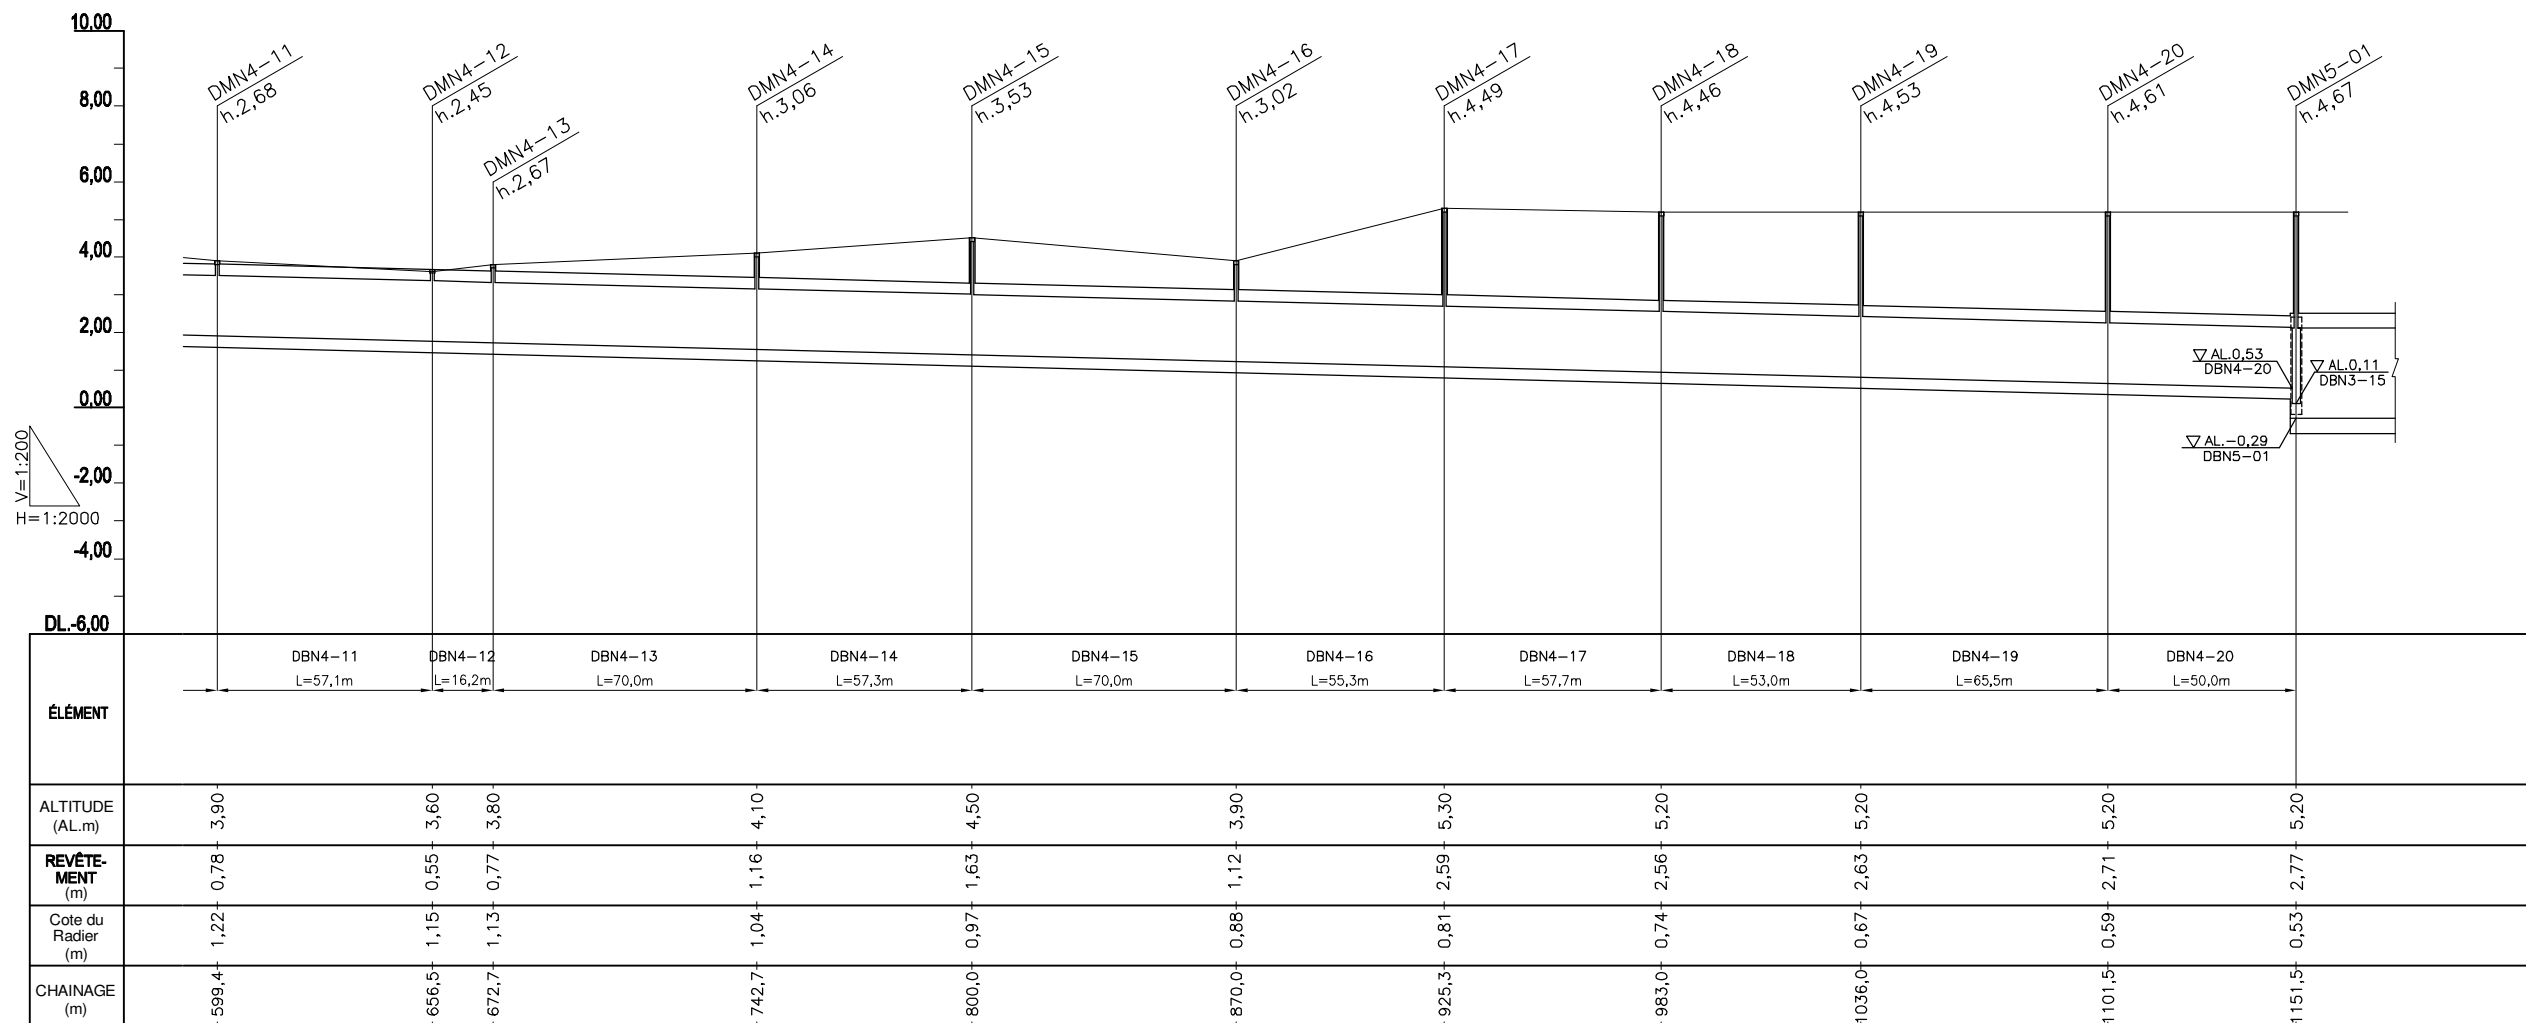 10,00
8,00
6,00
4,00
2,00
0,00
-2,00
-4,00
DL.-6,00
V=1:200
H=1:2000
DMN4-11
h.2,68
DMN4-12
h.2,45
DMN4-13
h.2,67
DMN4-14
h.3,06
DMN4-15
h.3,53
DMN4-16
h.3,02
DMN4-17
h.4,49
DMN4-18
h.4,46
DMN4-19
h.4,53
DMN4-20
h.4,61
DMN5-01
h.4,67
AL.0,53
DBN4-20
AL.0,11
DBN3-15
AL.-0,29
DBN5-01
ÉLÉMENT
DBN4-11
L=57,1m
DBN4-12
L=16,2m
DBN4-13
L=70,0m
DBN4-14
L=57,3m
DBN4-15
L=70,0m
DBN4-16
L=55,3m
DBN4-17
L=57,7m
DBN4-18
L=53,0m
DBN4-19
L=65,5m
DBN4-20
L=50,0m
ALTITUDE
(AL.m)
3,90 3,60 3,80 4,10 4,50 3,90 5,30 5,20 5,20 5,20 5,20
REVÊTE-
MENT
(m)
0,78 0,55 0,77 1,16 1,63 1,12 2,59 2,56 2,63 2,71 2,77
Cote du
Radier
(m)
1,22 1,15 1,13 1,04 0,97 0,88 0,81 0,74 0,67 0,59 0,53
CHAINAGE
(m)
599,4 656,5 672,7 742,7 800,0 870,0 925,3 983,0 1036,0 1101,5 1151,5